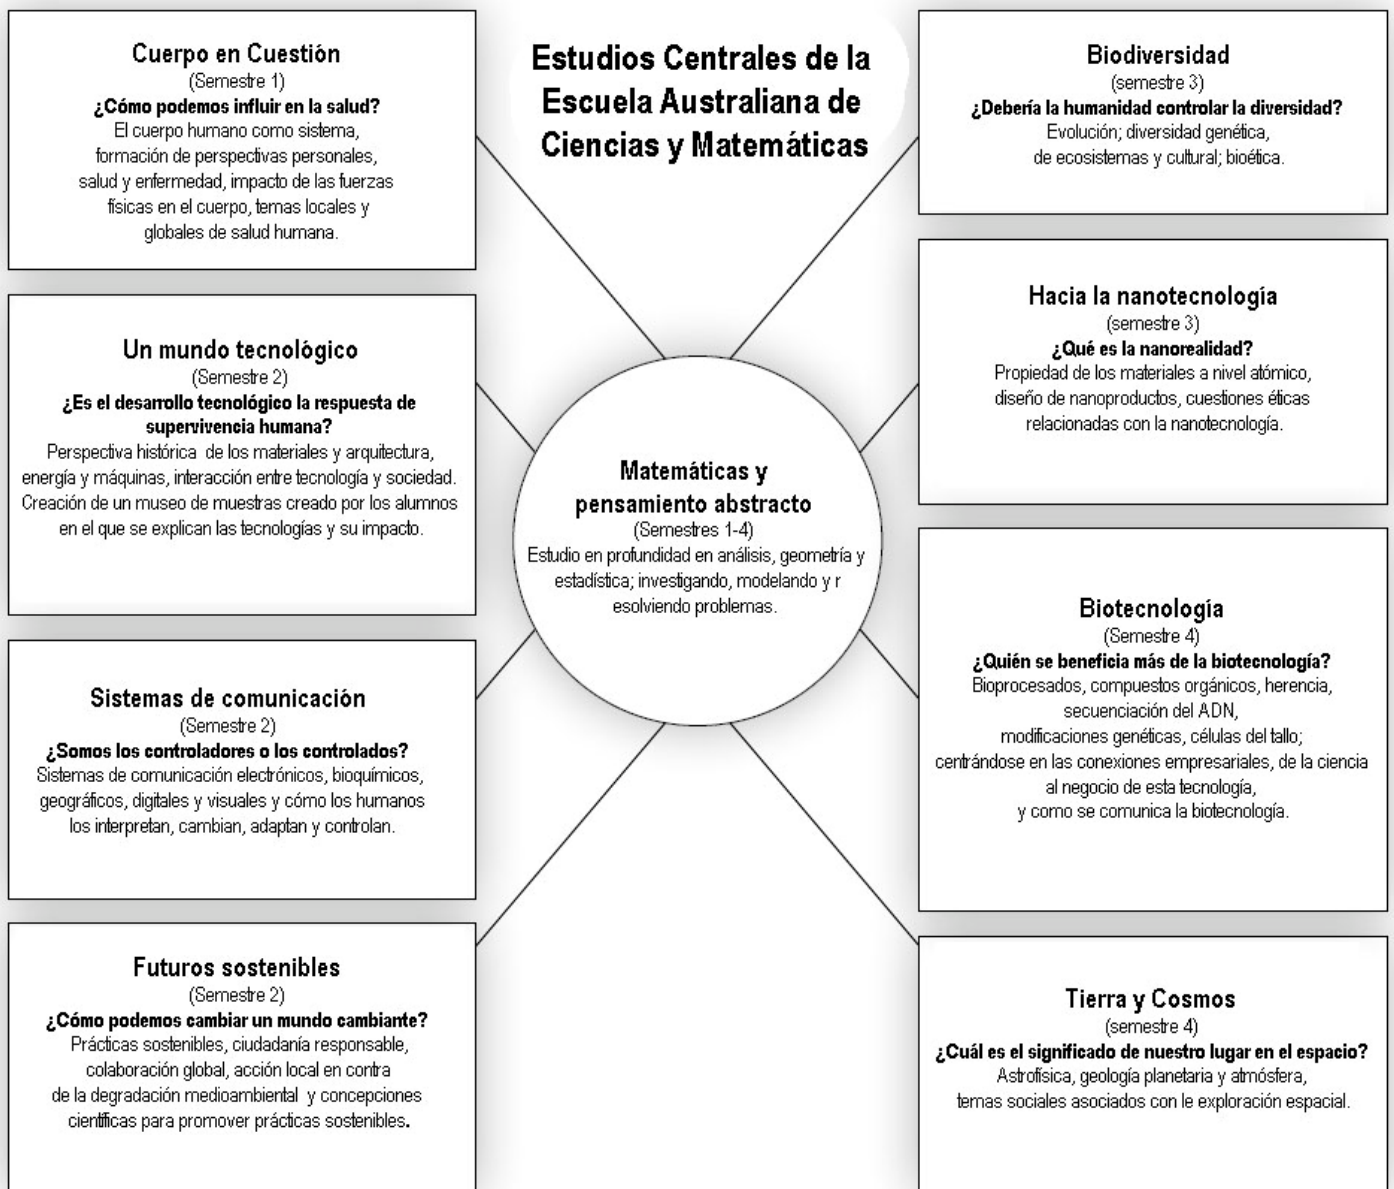 Estudios Centrales de la
Escuela Australiana de
Ciencias y Matemáticas
Cuerpo en Cuestión
(Semestre 1)
¿Cómo podemos influir en la salud?
El cuerpo humano como sistema,
formación de perspectivas personales,
salud y enfermedad, impacto de las fuerzas
físicas en el cuerpo, temas locales y
globales de salud humana.
Un mundo tecnológico
(Semestre 2)
¿Es el desarrollo tecnológico la respuesta de
supervivencia humana?
Perspectiva histórica de los materiales y arquitectura,
energía y máquinas, interacción entre tecnología y sociedad.
Creación de un museo de muestras creado por los alumnos
en el que se explican las tecnologías y su impacto.
Sistemas de comunicación
(Semestre 2)
¿Somos los controladores o los controlados?
Sistemas de comunicación electrónicos, bioquímicos,
geográficos, digitales y visuales y cómo los humanos
los interpretan, cambian, adaptan y controlan.
Futuros sostenibles
(Semestre 2)
¿Cómo podemos cambiar un mundo cambiante?
Prácticas sostenibles, ciudadanía responsable,
colaboración global, acción local en contra
de la degradación medioambiental y concepciones
científicas para promover prácticas sostenibles.
Matemáticas y
pensamiento abstracto
(Semestres 1-4)
Estudio en profundidad en análisis, geometría y
estadística; investigando, modelando y r
esolviendo problemas.
Biodiversidad
(semestre 3)
¿Debería la humanidad controlar la diversidad?
Evolución; diversidad genética,
de ecosistemas y cultural; bioética.
Hacia la nanotecnología
(semestre 3)
¿Qué es la nanorealidad?
Propiedad de los materiales a nivel atómico,
diseño de nanoproductos, cuestiones éticas
relacionadas con la nanotecnología.
Biotecnología
(Semestre 4)
¿Quién se beneficia más de la biotecnología?
Bioprocesados, compuestos orgánicos, herencia,
secuenciación del ADN,
modificaciones genéticas, células del tallo;
centrándose en las conexiones empresariales, de la ciencia
al negocio de esta tecnología,
y como se comunica la biotecnología.
Tierra y Cosmos
(semestre 4)
¿Cuál es el significado de nuestro lugar en el espacio?
Astrofísica, geología planetaria y atmósfera,
temas sociales asociados con le exploración espacial.